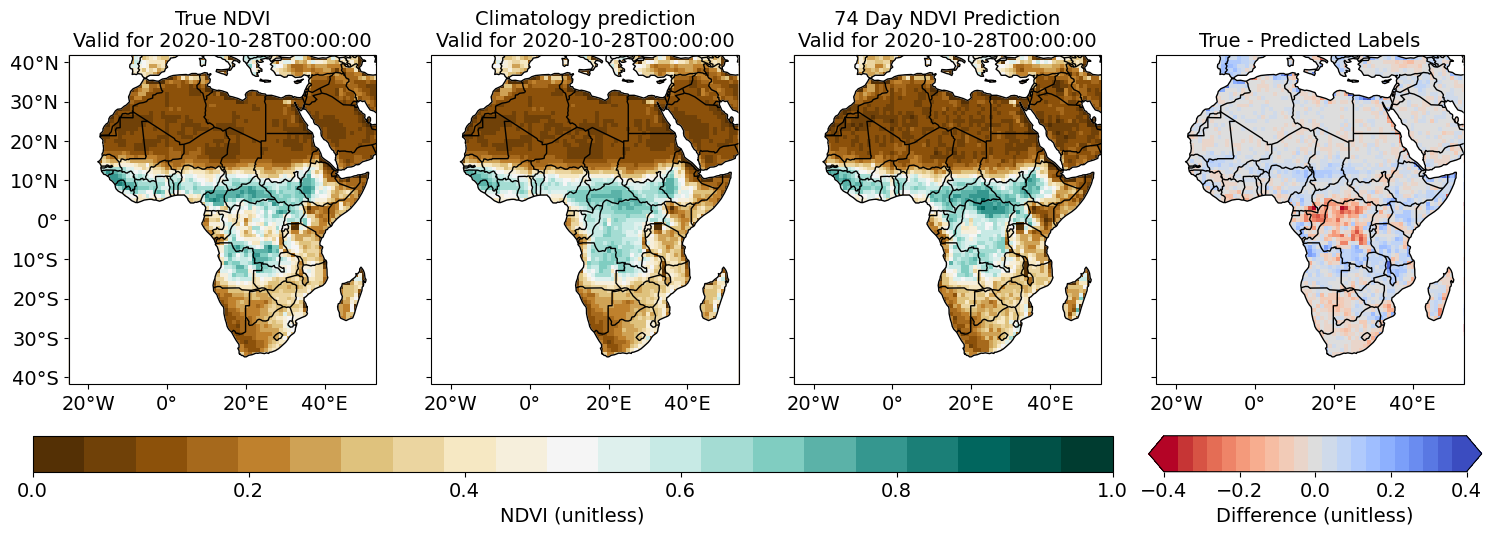 True NDVI
Valid for 2020-10-28T00:00:00
Climatology prediction
Valid for 2020-10-28T00:00:00
74 Day NDVI Prediction
Valid for 2020-10-28T00:00:00
True - Predicted Labels
40°N
30°N
20°N
10°N
0°
10°S
20°S
30°S
40°S
20°W 0° 20°E 40°E
20°W 0° 20°E 40°E
20°W 0° 20°E 40°E
20°W 0° 20°E 40°E
0.0 0.2 0.4 0.6 0.8 1.0
NDVI (unitless)
−0.4 −0.2 0.0 0.2 0.4
Difference (unitless)